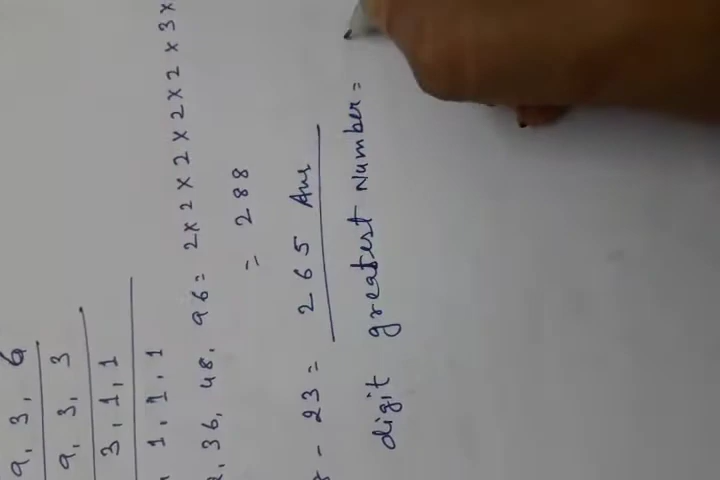 9, 3, 6
9, 3, 3
3, 1, 1
1, 1, 1
, 36, 48, 96 = 2 × 2 × 2 × 2 × 2 × 3 ×
= 288
- 23 = 265 Ans
digit greatest Number =